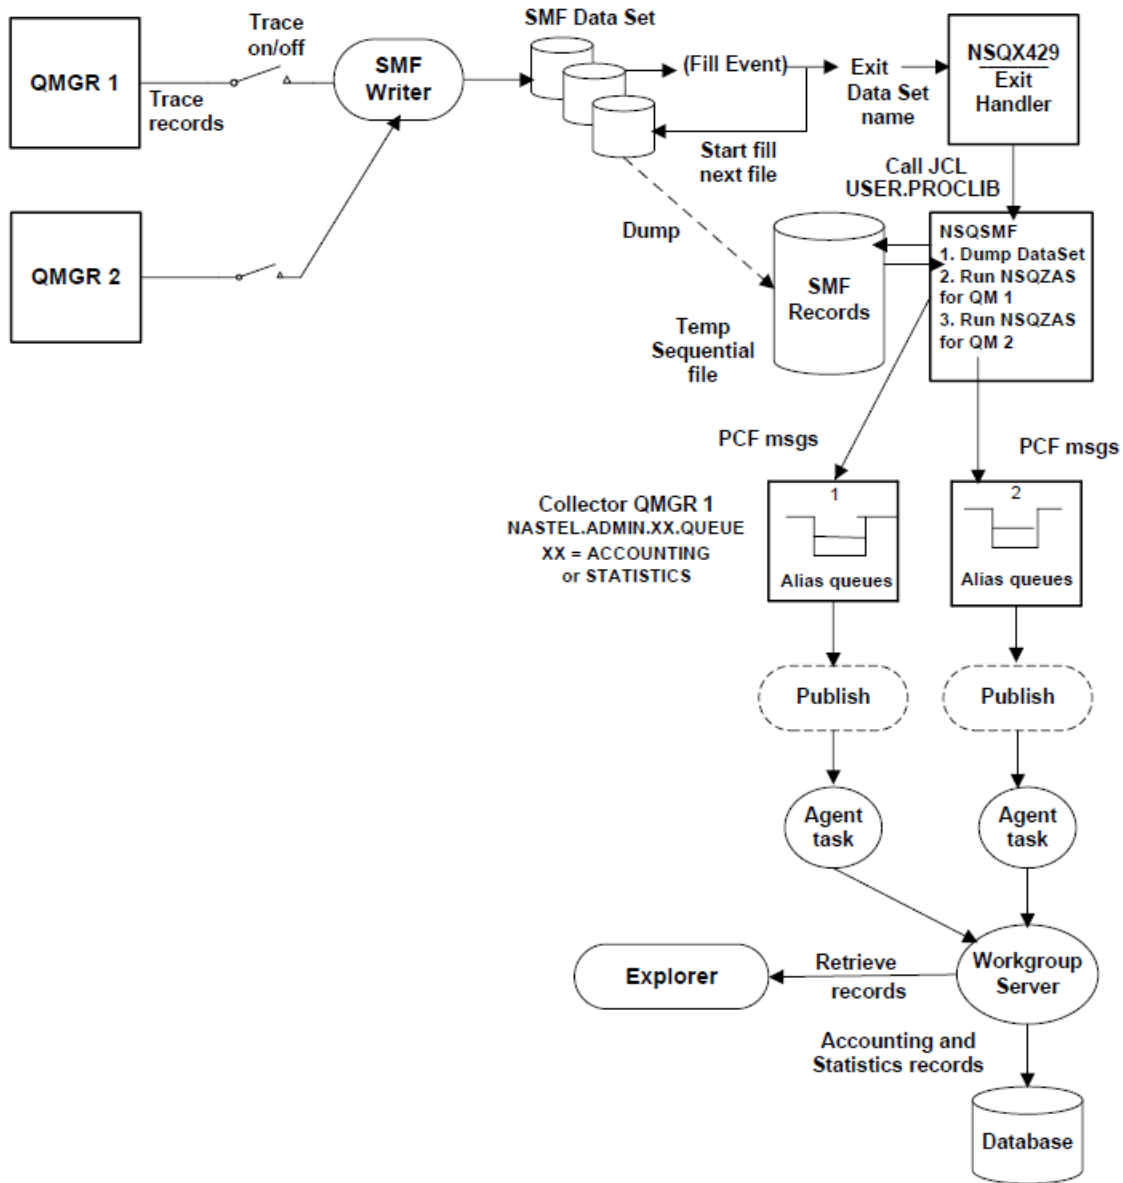 Trace
on/off
QMGR 1
Trace
records
SMF
Writer
SMF Data Set
(Fill Event)
Exit
Data Set
name
NSQX429
Exit
Handler
Start fill
next file
Call JCL
USER.PROCLIB
QMGR 2
Dump
SMF
Records
Temp
Sequential
file
NSQSMF
1. Dump DataSet
2. Run NSQZAS
for QM 1
3. Run NSQZAS
for QM 2
PCF msgs
PCF msgs
Collector QMGR 1
NASTEL.ADMIN.XX.QUEUE
XX = ACCOUNTING
or STATISTICS
1
Alias queues
2
Alias queues
Publish
Publish
Agent
task
Agent
task
Explorer
Retrieve
records
Workgroup
Server
Accounting and
Statistics records
Database